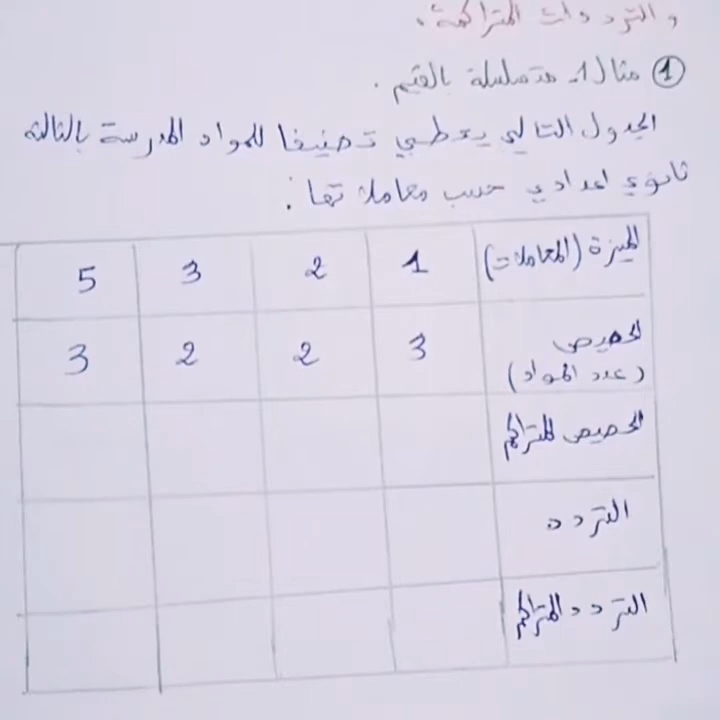 والترددات المتراكمة.
① مثال 1. متسلسلة بالقيم.
الجدول التالي يعطي تصنيفا للمواد المدرسة بالثالثة
ثانوي اعدادي حسب معاملاتها:
الميزة (المعاملات) 1 2 3 5
الحصيص 3 2 2 3
(عدد المواد)
الحصيص المتراكم
التردد
التردد المتراكم